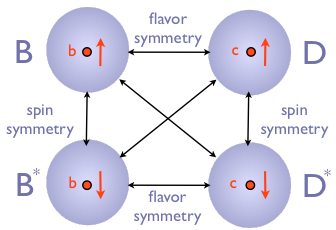 flavor
symmetry
B b c D
spin
symmetry
spin
symmetry
B* b c D*
flavor
symmetry